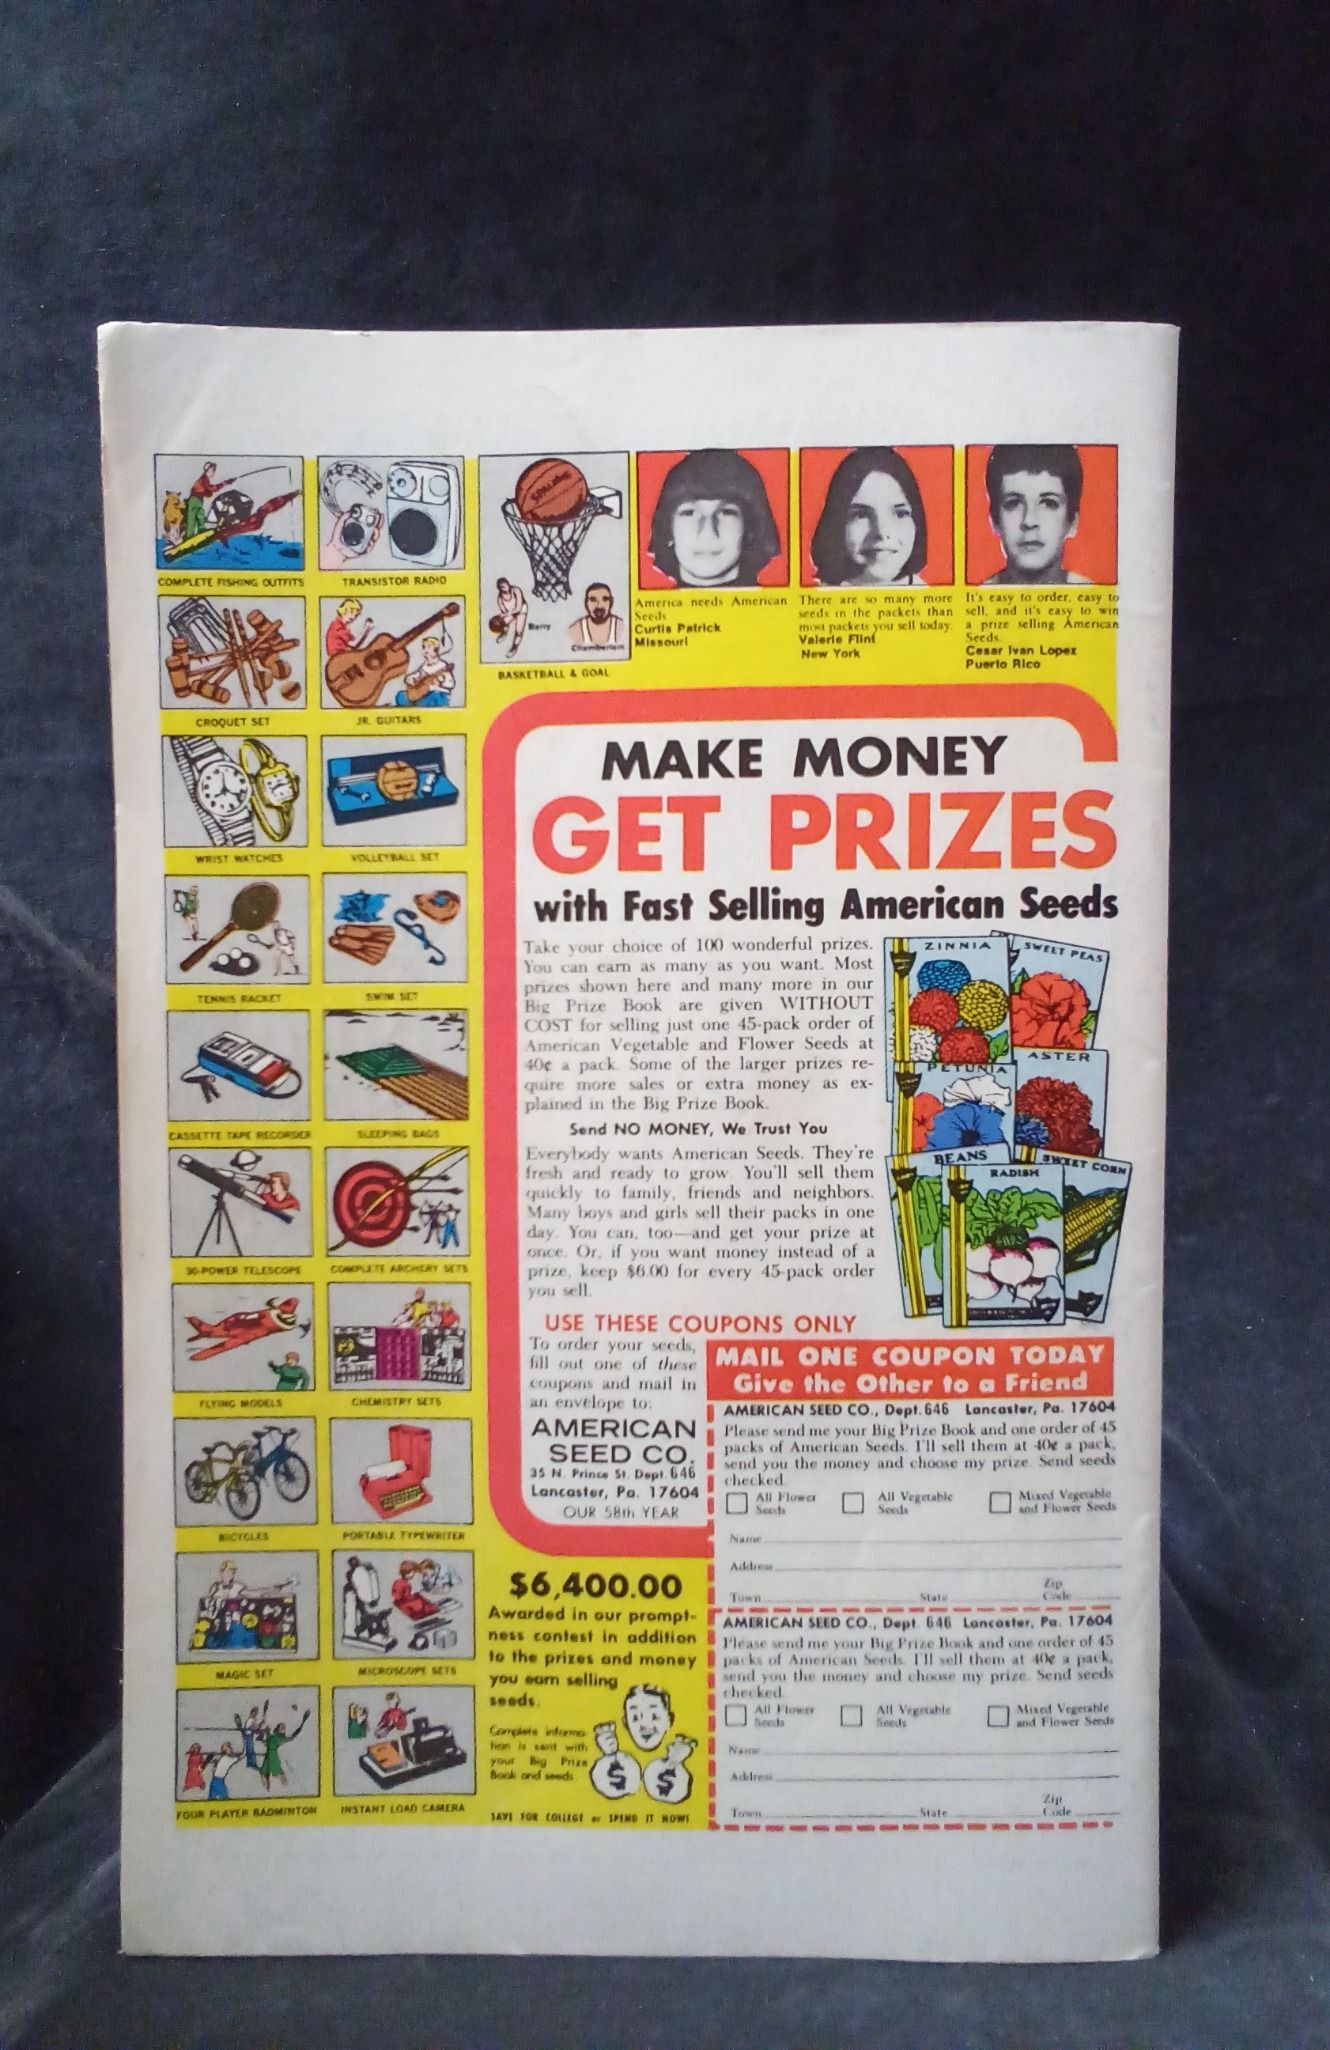 COMPLETE FISHING OUTFITS
TRANSISTOR RADIO
CROQUET SET
JR. GUITARS
WRIST WATCHES
VOLLEYBALL SET
TENNIS RACKET
SWIM SET
CASSETTE TAPE RECORDER
SLEEPING BAGS
30-POWER TELESCOPE
COMPLETE ARCHERY SETS
FLYING MODELS
CHEMISTRY SETS
BICYCLES
PORTABLE TYPEWRITER
MAGIC SET
MICROSCOPE SETS
FOUR PLAYER BADMINTON
INSTANT LOAD CAMERA
SPALDING
Barry
Chamberlain
BASKETBALL & GOAL
America needs American
Seeds
Curtis Patrick
Missouri
There are so many more
seeds in the packets than
most packets you sell today.
Valerie Flint
New York
It's easy to order, easy to
sell, and it's easy to win
a prize selling American
Seeds.
Cesar Ivan Lopez
Puerto Rico
MAKE MONEY
GET PRIZES
with Fast Selling American Seeds
Take your choice of 100 wonderful prizes.
You can earn as many as you want. Most
prizes shown here and many more in our
Big Prize Book are given WITHOUT
COST for selling just one 45-pack order of
American Vegetable and Flower Seeds at
40¢ a pack. Some of the larger prizes re-
quire more sales or extra money as ex-
plained in the Big Prize Book.
Send NO MONEY, We Trust You
Everybody wants American Seeds. They're
fresh and ready to grow. You'll sell them
quickly to family, friends and neighbors.
Many boys and girls sell their packs in one
day. You can, too—and get your prize at
once. Or, if you want money instead of a
prize, keep $6.00 for every 45-pack order
you sell.
ZINNIA
SWEET PEAS
ASTER
PETUNIA
BEANS
RADISH
SWEET CORN
USE THESE COUPONS ONLY
To order your seeds,
fill out one of these
coupons and mail in
an envelope to:
AMERICAN
SEED CO.
35 N. Prince St. Dept. 646
Lancaster, Pa. 17604
OUR 58th YEAR
$6,400.00
Awarded in our prompt-
ness contest in addition
to the prizes and money
you earn selling
seeds.
Complete informa
tion is sent with
your Big Prize
Book and seeds
$ $
SAVE FOR COLLEGE or SPEND IT NOW!
MAIL ONE COUPON TODAY
Give the Other to a Friend
AMERICAN SEED CO., Dept. 646 Lancaster, Pa. 17604
Please send me your Big Prize Book and one order of 45
packs of American Seeds. I'll sell them at 40¢ a pack,
send you the money and choose my prize. Send seeds
checked.
All Flower
Seeds
All Vegetable
Seeds
Mixed Vegetable
and Flower Seeds
Name
Address
Town State Zip
Code
AMERICAN SEED CO., Dept. 646 Lancaster, Pa. 17604
Please send me your Big Prize Book and one order of 45
packs of American Seeds. I'll sell them at 40¢ a pack,
send you the money and choose my prize. Send seeds
checked.
All Flower
Seeds
All Vegetable
Seeds
Mixed Vegetable
and Flower Seeds
Name
Address
Town State Zip
Code